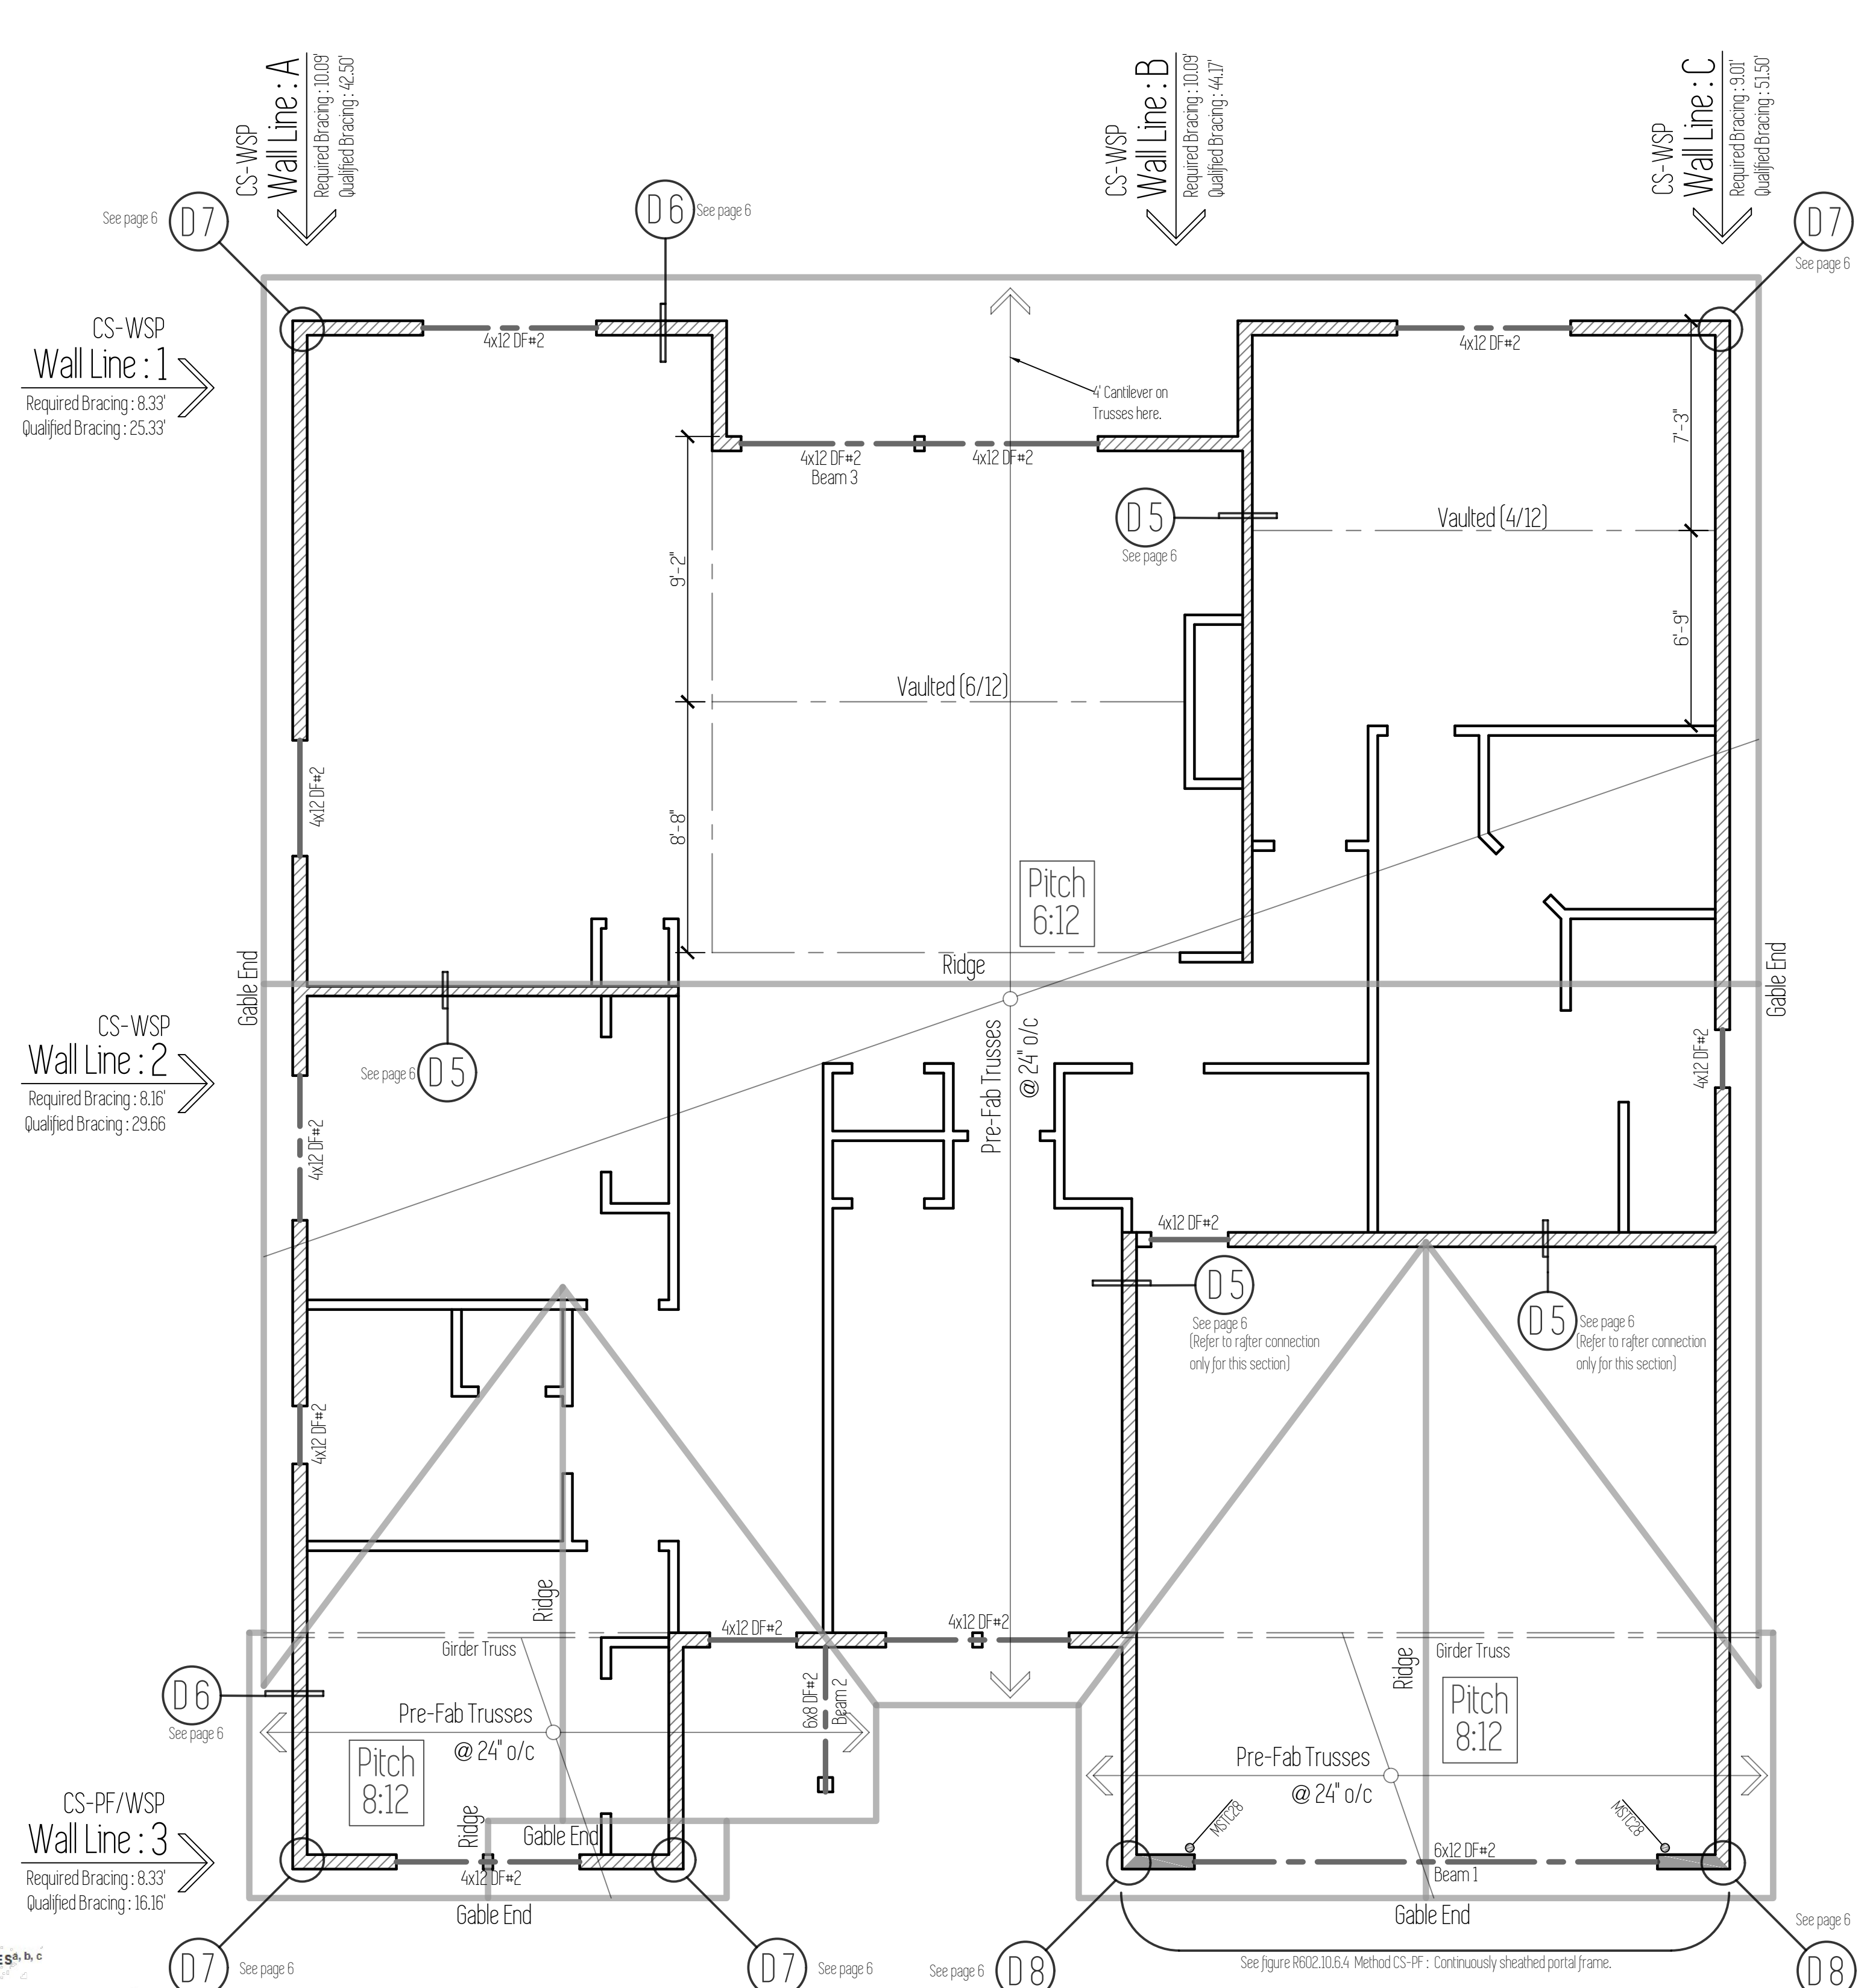 CS-WSP
Wall Line : A
Required Bracing : 10.09'
Qualified Bracing : 42.50'
CS-WSP
Wall Line : B
Required Bracing : 10.09'
Qualified Bracing : 44.17'
CS-WSP
Wall Line : C
Required Bracing : 9.01'
Qualified Bracing : 51.50'
See page 6
D7
D6
See page 6
D7
See page 6
CS-WSP
Wall Line : 1
Required Bracing : 8.33'
Qualified Bracing : 25.33'
4x12 DF#2
4x12 DF#2
4' Cantilever on
Trusses here.
7'-3"
4x12 DF#2
Beam 3
4x12 DF#2
D5
See page 6
Vaulted (4/12)
9'-2"
6'-9"
Vaulted (6/12)
4x12 DF#2
8'-8"
Pitch
6:12
Ridge
Gable End
Gable End
CS-WSP
Wall Line : 2
Required Bracing : 8.16'
Qualified Bracing : 29.66
See page 6
D5
Pre-Fab Trusses
@ 24" o/c
4x12 DF#2
4x12 DF#2
4x12 DF#2
D5
See page 6
(Refer to rafter connection
only for this section)
D5
See page 6
(Refer to rafter connection
only for this section)
4x12 DF#2
Ridge
4x12 DF#2
4x12 DF#2
Girder Truss
Girder Truss
Ridge
D6
See page 6
6x8 DF#2
Beam 2
Pre-Fab Trusses
@ 24" o/c
Pitch
8:12
Pitch
8:12
Pre-Fab Trusses
@ 24" o/c
CS-PF/WSP
Wall Line : 3
Required Bracing : 8.33'
Qualified Bracing : 16.16'
Ridge
Gable End
MSTC28
MSTC28
4x12 DF#2
6x12 DF#2
Beam 1
Gable End
Gable End
See page 6
D7
See page 6
D7
See page 6
See page 6
D8
See figure R602.10.6.4 Method CS-PF : Continuously sheathed portal frame.
D8
ESa, b, c